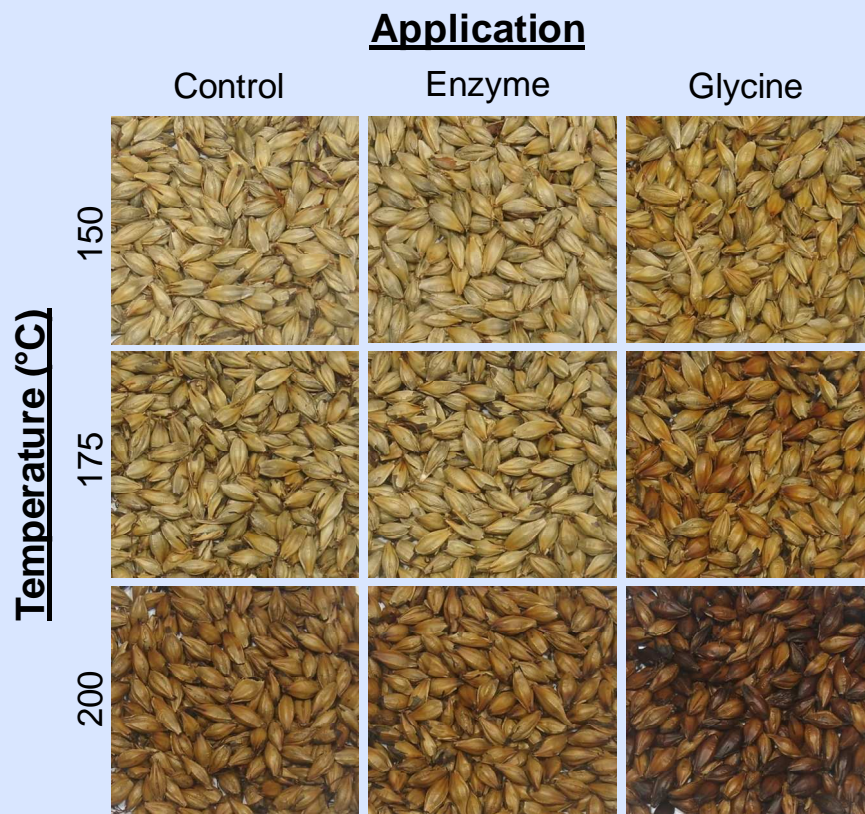 Application
Control Enzyme Glycine
Temperature (°C)
150
175
200